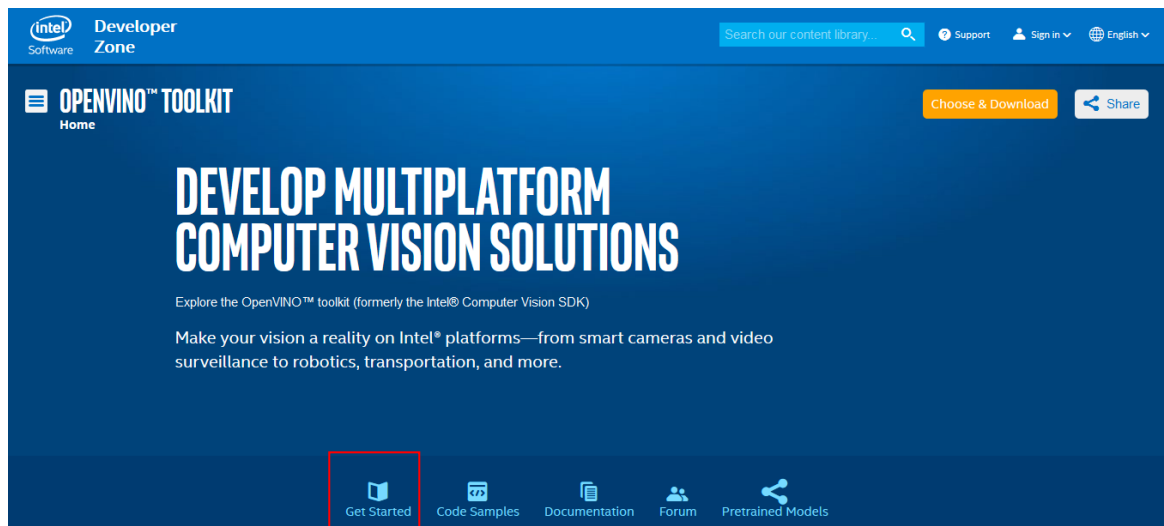 intel
Software
Developer
Zone
Search our content library...
? Support
Sign in
English
OPENVINO™ TOOLKIT
Home
Choose & Download
Share
DEVELOP MULTIPLATFORM
COMPUTER VISION SOLUTIONS
Explore the OpenVINO™ toolkit (formerly the Intel® Computer Vision SDK)
Make your vision a reality on Intel® platforms—from smart cameras and video
surveillance to robotics, transportation, and more.
</> 
Get Started Code Samples Documentation Forum Pretrained Models